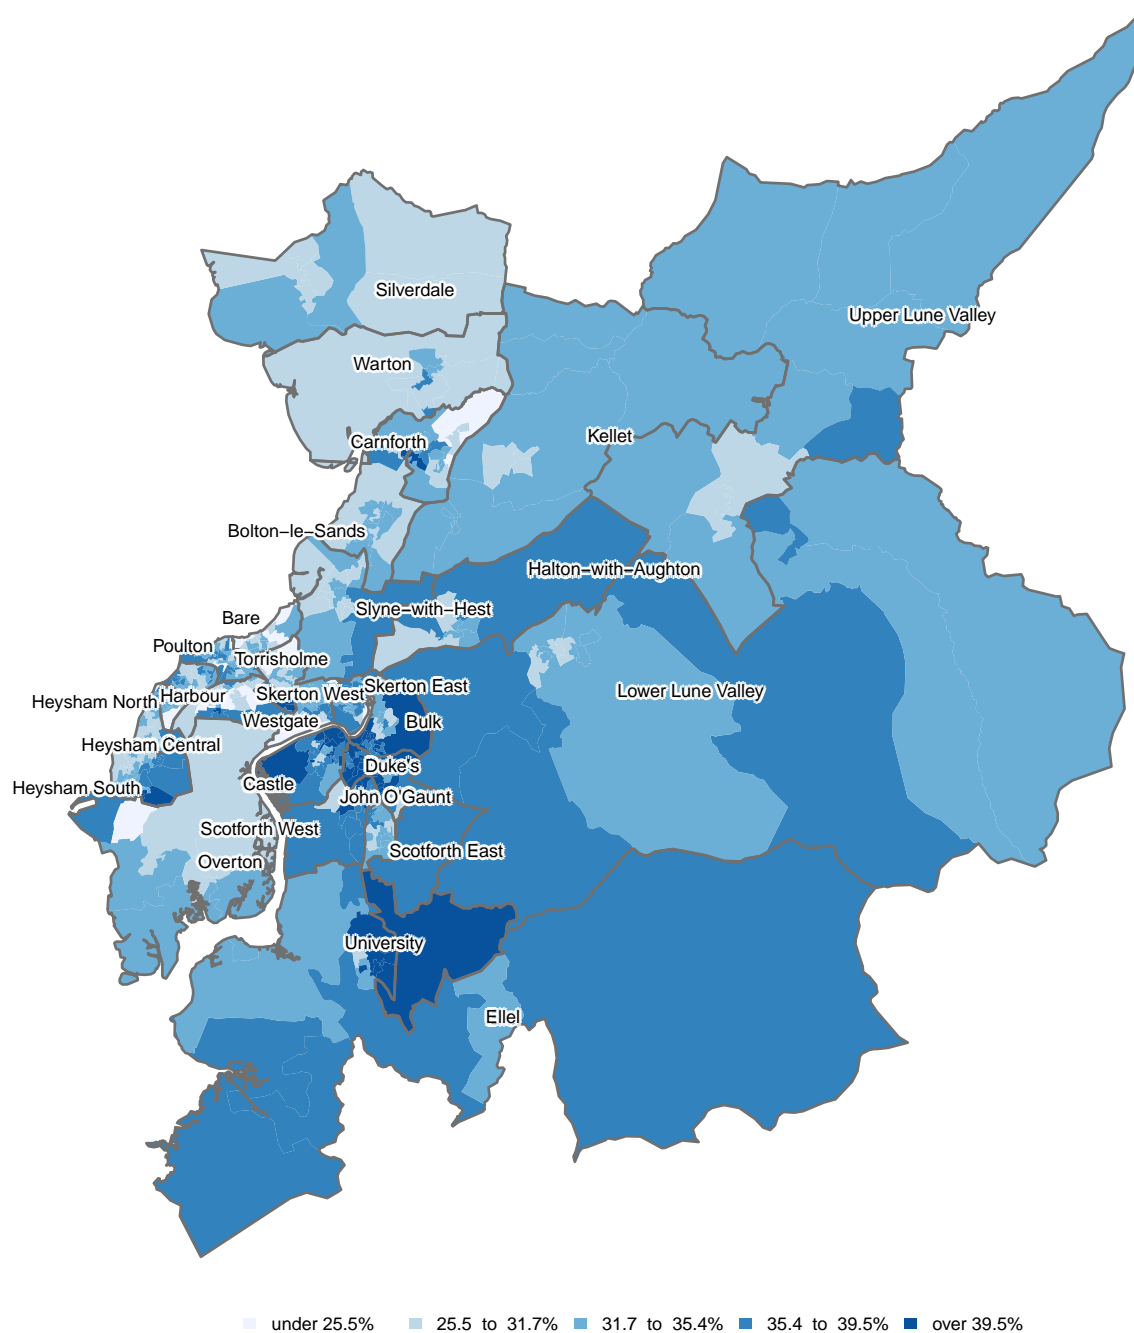 Silverdale
Upper Lune Valley
Warton
Kellet
Carnforth
Bolton−le−Sands
Halton−with−Aughton
Slyne−with−Hest
Bare
Poulton
Torrisholme
Skerton East
Lower Lune Valley
Skerton West
Harbour
Heysham North
Westgate
Bulk
Heysham Central
Duke's
Castle
Heysham South
John O'Gaunt
Scotforth West
Scotforth East
Overton
University
Ellel
under 25.5%
25.5 to 31.7%
31.7 to 35.4%
35.4 to 39.5%
over 39.5%